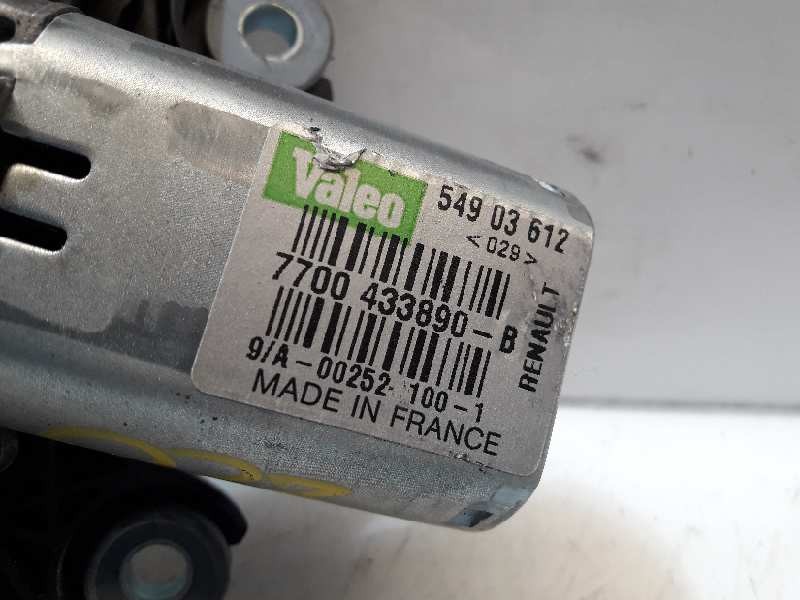 Valeo
549 03 612
<029>
7700 433890-B
9/A-00252 100-1
MADE IN FRANCE
RENAULT